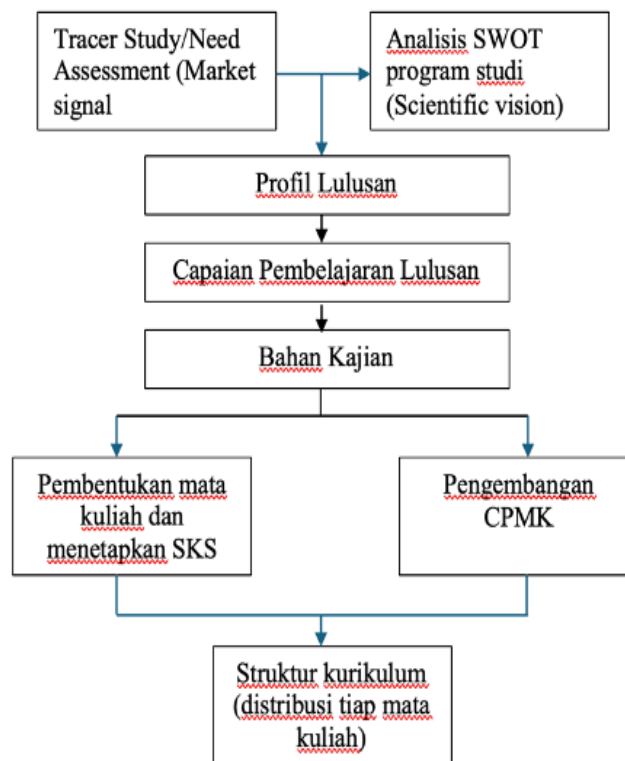 Tracer Study/Need
Assessment (Market
signal
Analisis SWOT
program studi
(Scientific vision)
Profil Lulusan
Capaian Pembelajaran Lulusan
Bahan Kajian
Pembentukan mata
kuliah dan
menetapkan SKS
Pengembangan
CPMK
Struktur kurikulum
(distribusi tiap mata
kuliah)